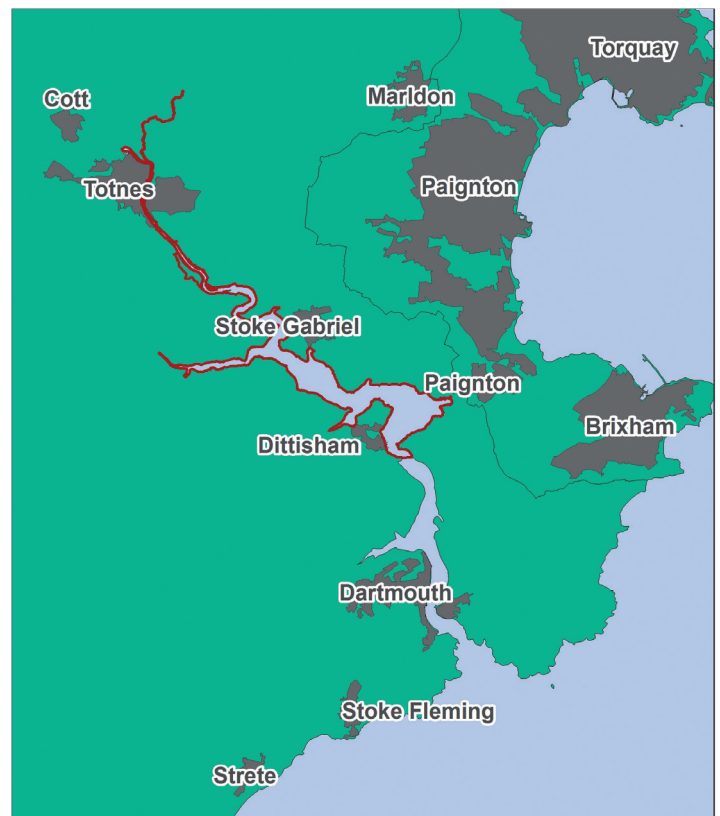 Torquay
Cott
Marldon
Totnes
Paignton
Stoke Gabriel
Paignton
Dittisham
Brixham
Dartmouth
Stoke Fleming
Strete